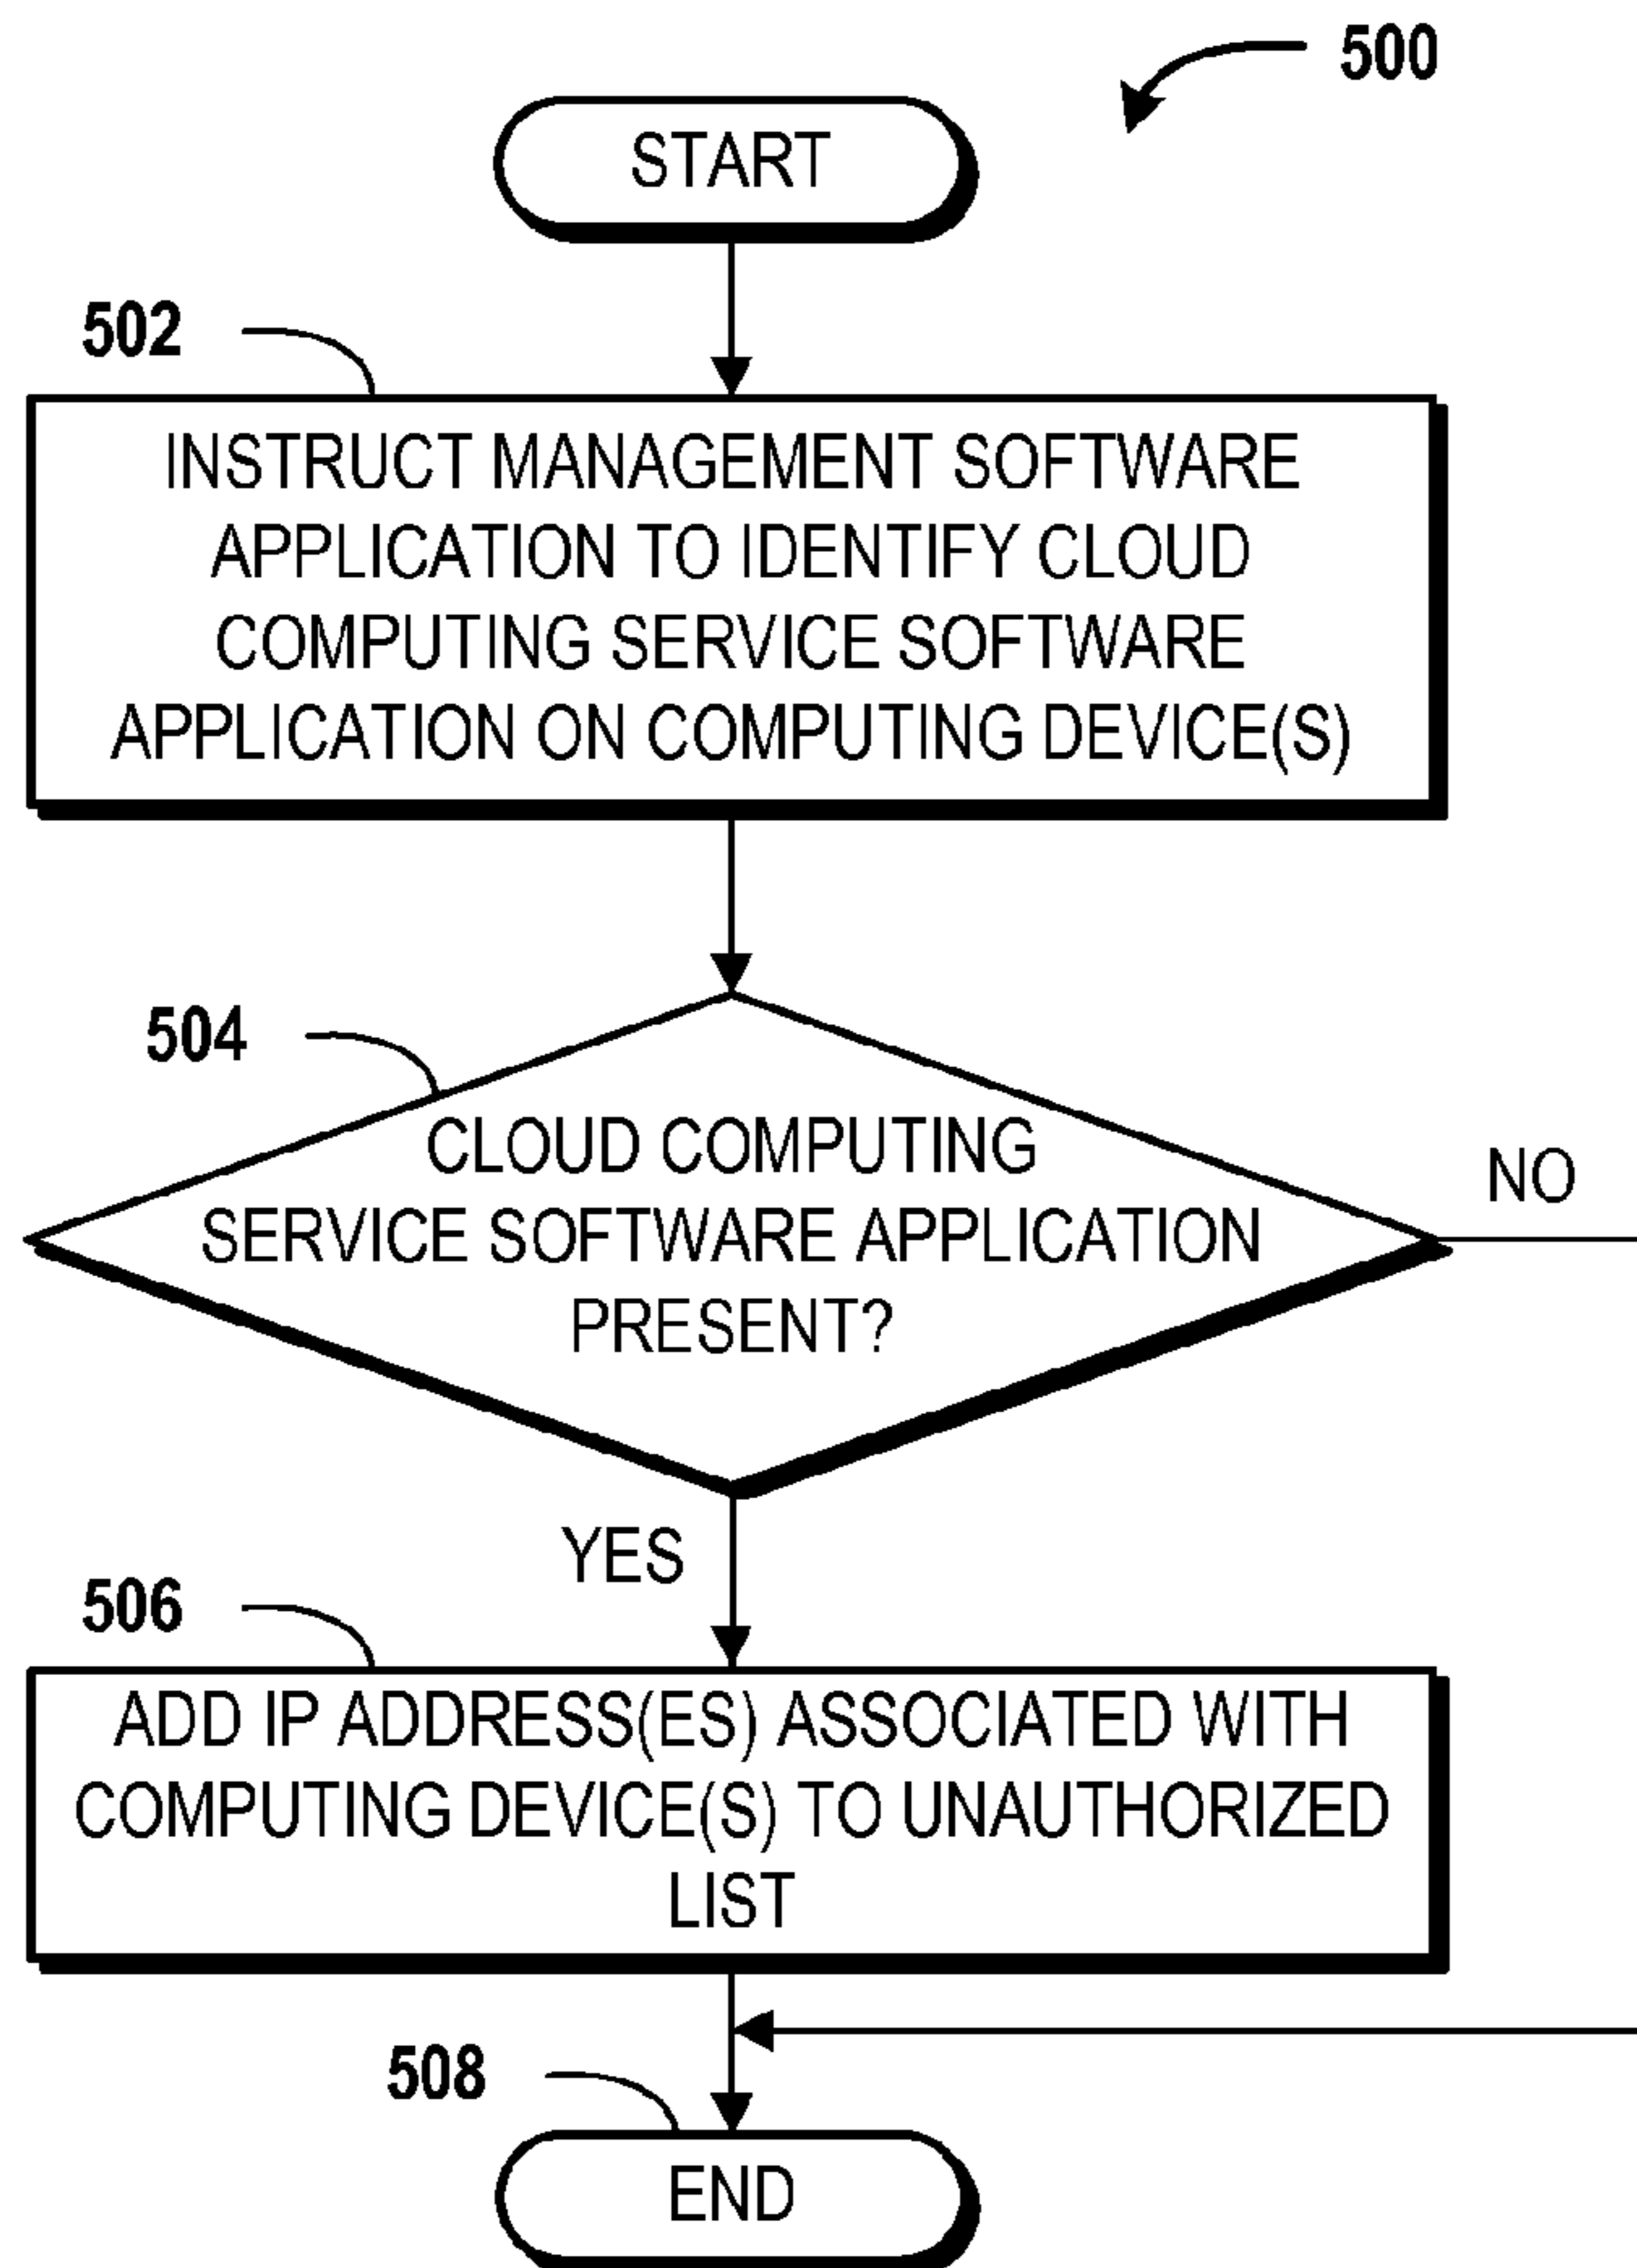 500
START
502
INSTRUCT MANAGEMENT SOFTWARE
APPLICATION TO IDENTIFY CLOUD
COMPUTING SERVICE SOFTWARE
APPLICATION ON COMPUTING DEVICE(S)
504
CLOUD COMPUTING
SERVICE SOFTWARE APPLICATION
PRESENT?
NO
YES
506
ADD IP ADDRESS(ES) ASSOCIATED WITH
COMPUTING DEVICE(S) TO UNAUTHORIZED
LIST
508
END